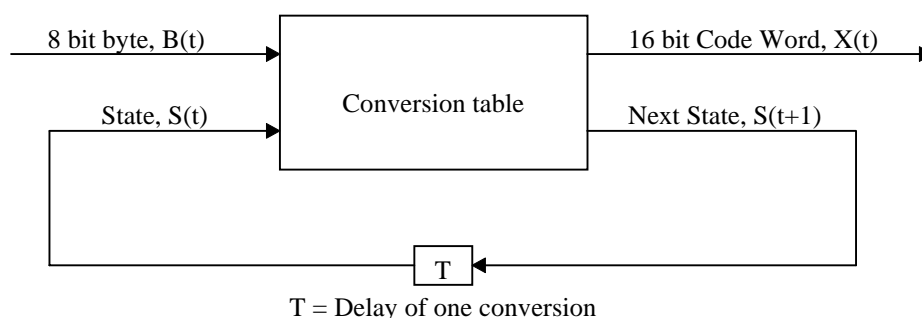 8 bit byte, B(t)
16 bit Code Word, X(t)
Conversion table
State, S(t)
Next State, S(t+1)
T
T = Delay of one conversion